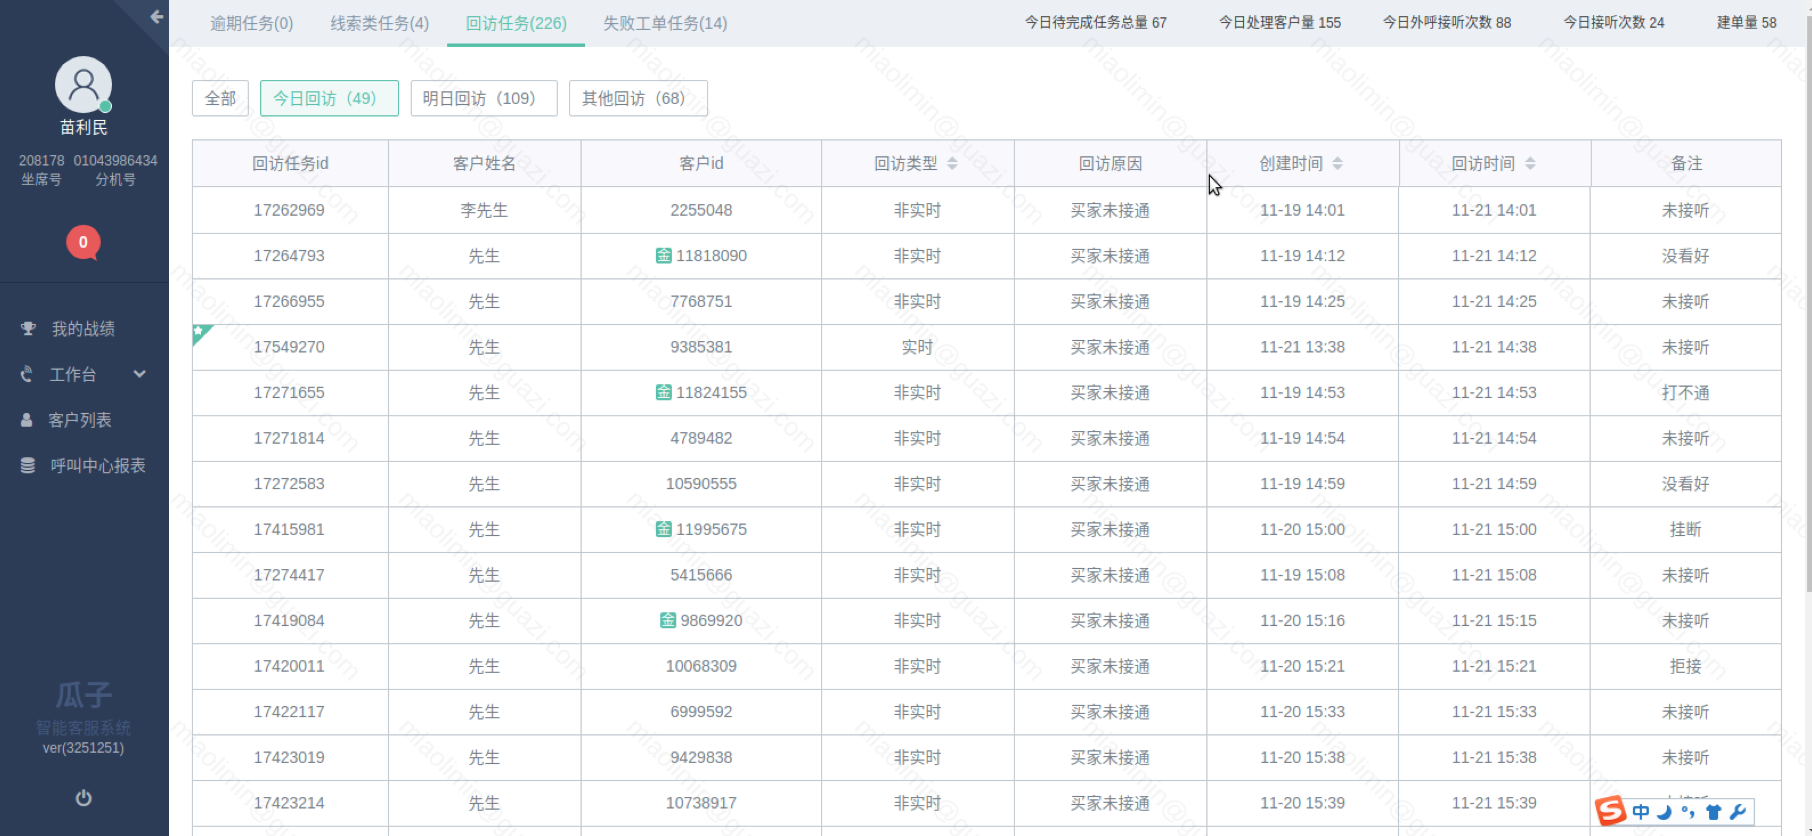 逾期任务(0) 线索类任务(4) 回访任务(226) 失败工单任务(14) 今日待完成任务总量 67 今日处理客户量 155 今日外呼接听次数 88 今日接听次数 24 建单量 58
苗利民
208178 01043986434
坐席号 分机号
0
我的战绩
工作台
客户列表
呼叫中心报表
瓜子
智能客服系统
ver(3251251)
全部 今日回访（49） 明日回访（109） 其他回访（68）
回访任务id 客户姓名 客户id 回访类型 回访原因 创建时间 回访时间 备注
17262969 李先生 2255048 非实时 买家未接通 11-19 14:01 11-21 14:01 未接听
17264793 先生 金 11818090 非实时 买家未接通 11-19 14:12 11-21 14:12 没看好
17266955 先生 7768751 非实时 买家未接通 11-19 14:25 11-21 14:25 未接听
17549270 先生 9385381 实时 买家未接通 11-21 13:38 11-21 14:38 未接听
17271655 先生 金 11824155 非实时 买家未接通 11-19 14:53 11-21 14:53 打不通
17271814 先生 4789482 非实时 买家未接通 11-19 14:54 11-21 14:54 未接听
17272583 先生 10590555 非实时 买家未接通 11-19 14:59 11-21 14:59 没看好
17415981 先生 金 11995675 非实时 买家未接通 11-20 15:00 11-21 15:00 挂断
17274417 先生 5415666 非实时 买家未接通 11-19 15:08 11-21 15:08 未接听
17419084 先生 金 9869920 非实时 买家未接通 11-20 15:16 11-21 15:15 未接听
17420011 先生 10068309 非实时 买家未接通 11-20 15:21 11-21 15:21 拒接
17422117 先生 6999592 非实时 买家未接通 11-20 15:33 11-21 15:33 未接听
17423019 先生 9429838 非实时 买家未接通 11-20 15:38 11-21 15:38 未接听
17423214 先生 10738917 非实时 买家未接通 11-20 15:39 11-21 15:39
S 中
miaolimin@guazi.com